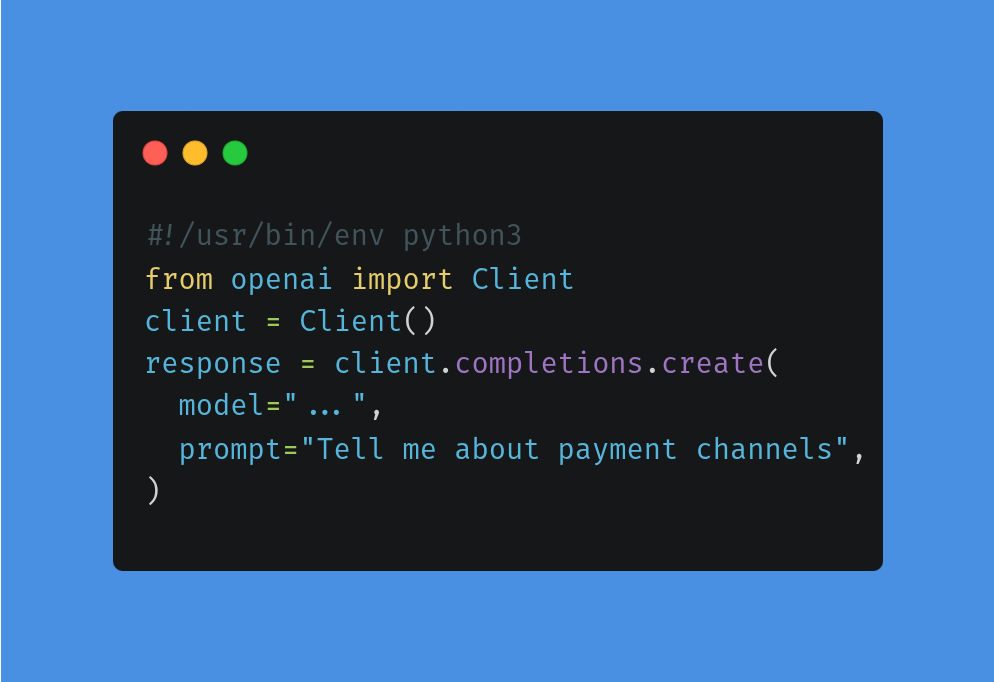 #!/usr/bin/env python3
from openai import Client
client = Client()
response = client.completions.create(
  model="...",
  prompt="Tell me about payment channels",
)